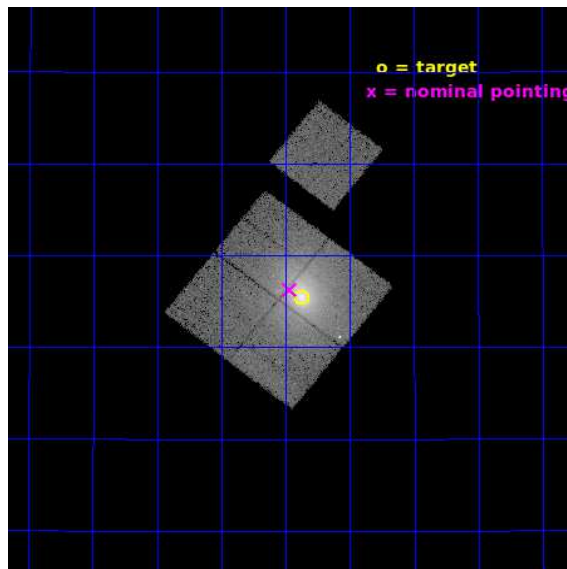 o = target
x = nominal pointing